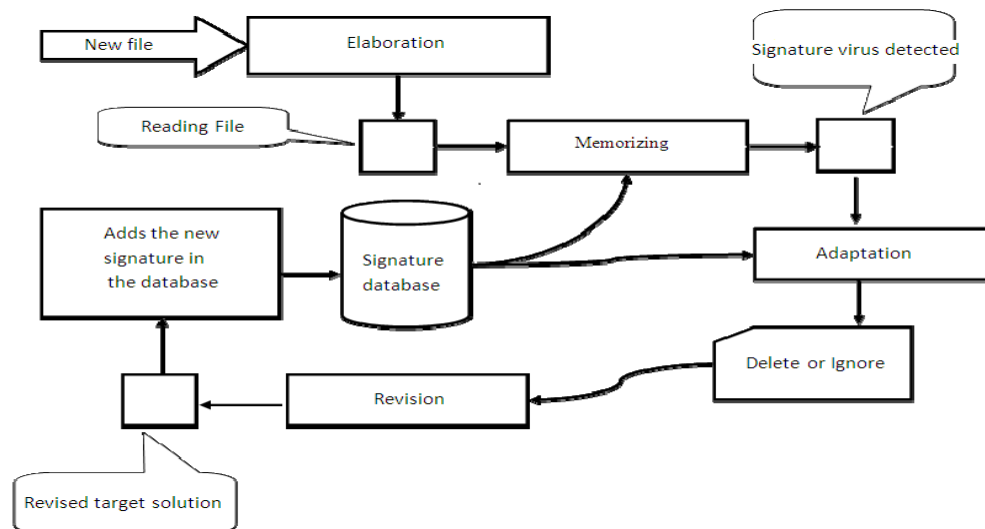 New file
Elaboration
Signature virus detected
Reading File
Memorizing
Adds the new
signature in
the database
Signature
database
Adaptation
Delete or Ignore
Revision
Revised target solution